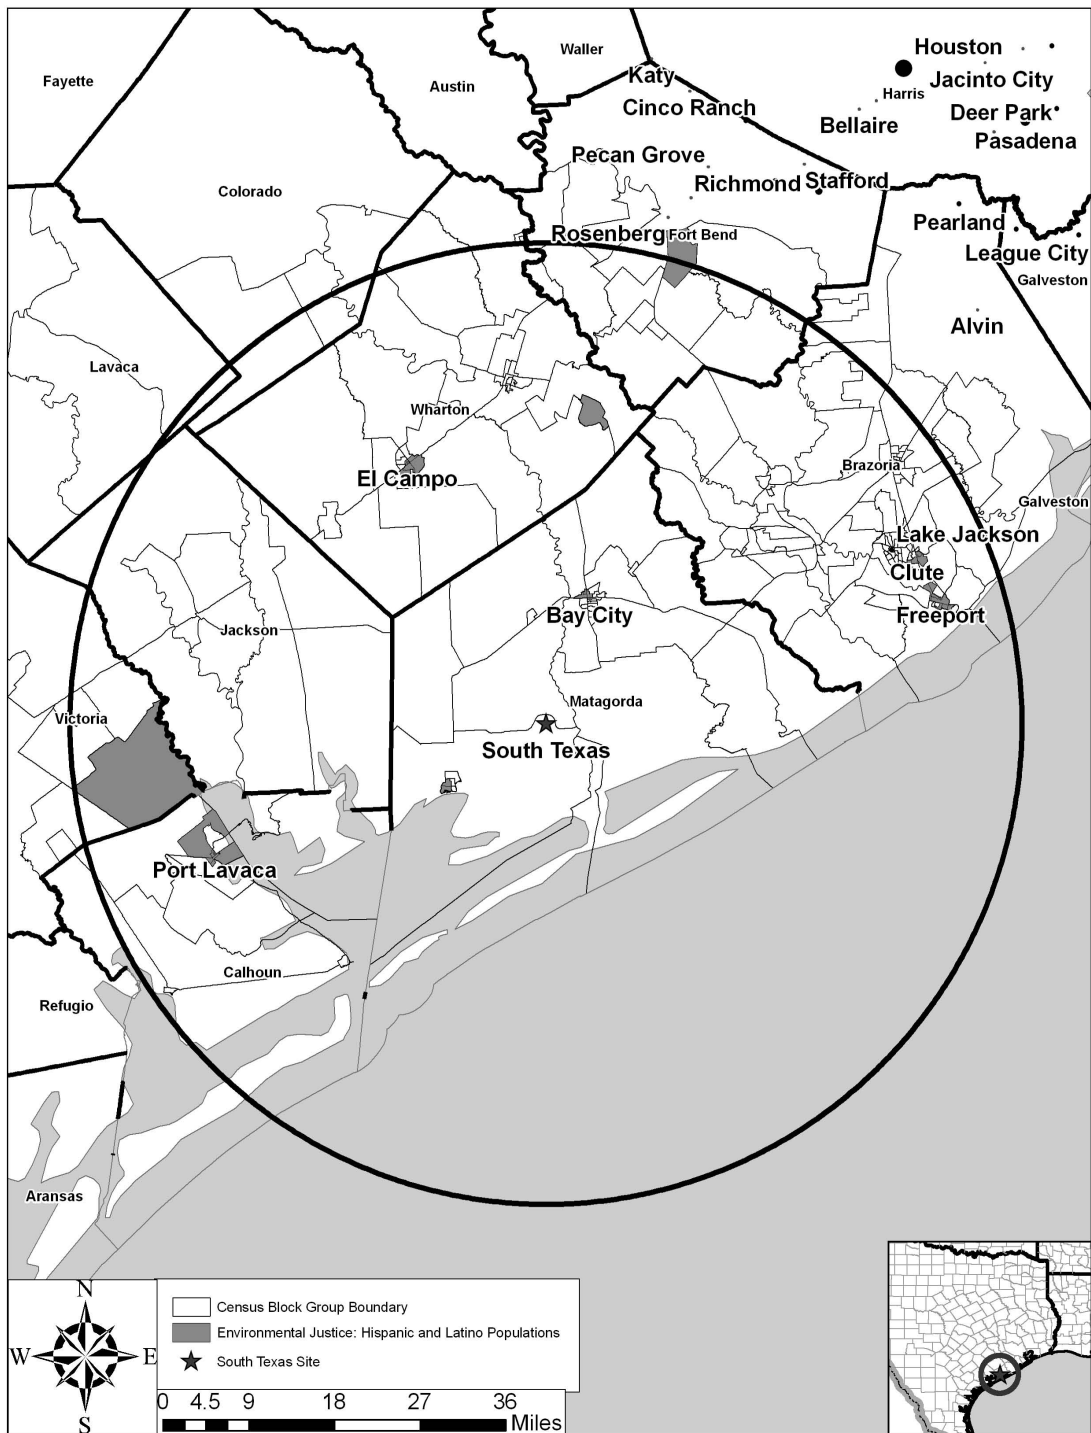 Waller
Houston
Fayette
Austin
Katy
Jacinto City
Harris
Cinco Ranch
Deer Park
Bellaire
Pasadena
Pecan Grove
Colorado
Richmond
Stafford
Pearland
Rosenberg
Fort Bend
League City
Galveston
Alvin
Lavaca
Wharton
El Campo
Brazoria
Galveston
Lake Jackson
Clute
Bay City
Freeport
Jackson
Matagorda
Victoria
South Texas
Port Lavaca
Calhoun
Refugio
Aransas
N
W
E
S
Census Block Group Boundary
Environmental Justice: Hispanic and Latino Populations
South Texas Site
0 4.5 9 18 27 36
Miles